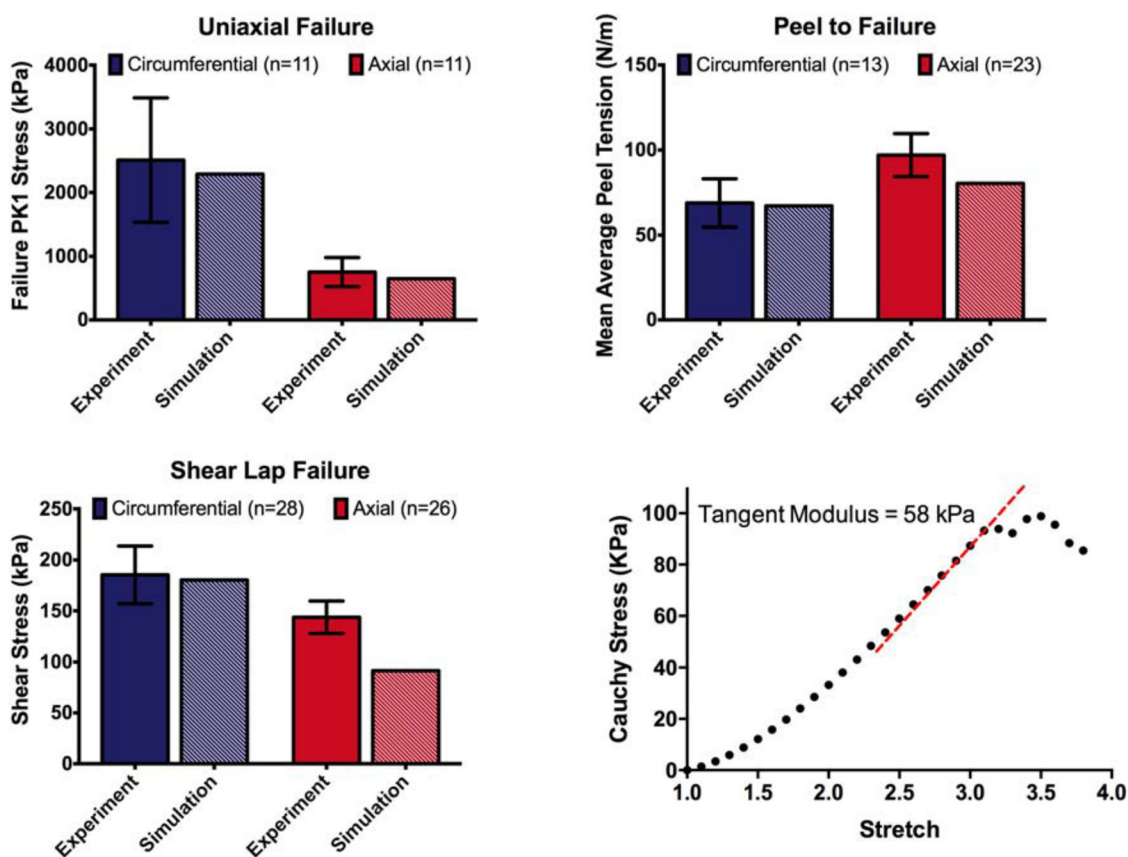 Uniaxial Failure
Circumferential (n=11) Axial (n=11)
Failure PK1 Stress (kPa)
4000
3000
2000
1000
0
Experiment
Simulation
Experiment
Simulation
Peel to Failure
Circumferential (n=13) Axial (n=23)
Mean Average Peel Tension (N/m)
150
100
50
0
Experiment
Simulation
Experiment
Simulation
Shear Lap Failure
Circumferential (n=28) Axial (n=26)
Shear Stress (kPa)
250
200
150
100
50
0
Experiment
Simulation
Experiment
Simulation
Tangent Modulus = 58 kPa
Cauchy Stress (KPa)
100
80
60
40
20
0
1.0 1.5 2.0 2.5 3.0 3.5 4.0
Stretch